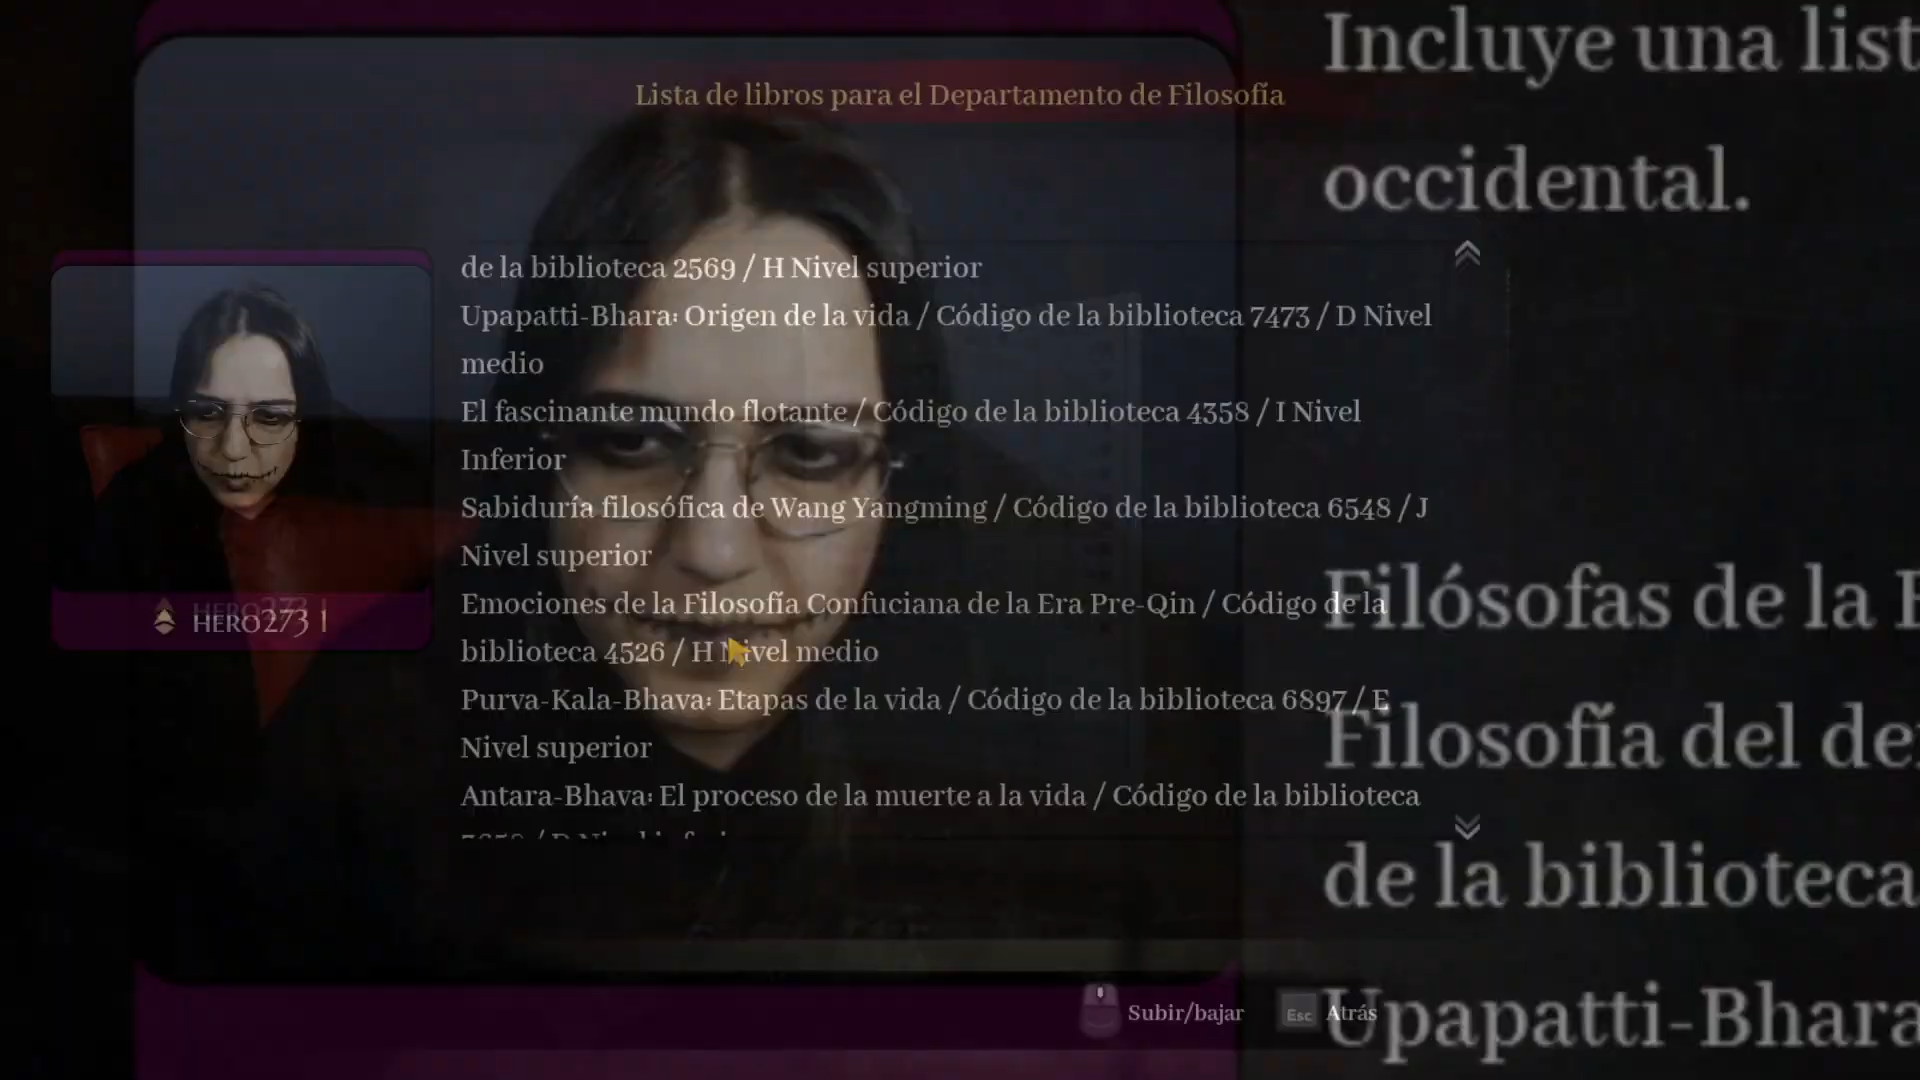 Lista de libros para el Departamento de Filosofía
de la biblioteca 2569 / H Nivel superior
Upapatti-Bhara: Origen de la vida / Código de la biblioteca 7473 / D Nivel
medio
El fascinante mundo flotante / Código de la biblioteca 4358 / I Nivel
Inferior
Sabiduría filosófica de Wang Yangming / Código de la biblioteca 6548 / J
Nivel superior
Emociones de la Filosofía Confuciana de la Era Pre-Qin / Código de la
biblioteca 4526 / H Nivel medio
Purva-Kala-Bhava: Etapas de la vida / Código de la biblioteca 6897 / E
Nivel superior
Antara-Bhava: El proceso de la muerte a la vida / Código de la biblioteca
HERO273
Subir/bajar
Esc Atrás
Incluye una list
occidental.
Filósofas de la E
Filosofía del de
de la biblioteca
Upapatti-Bhara